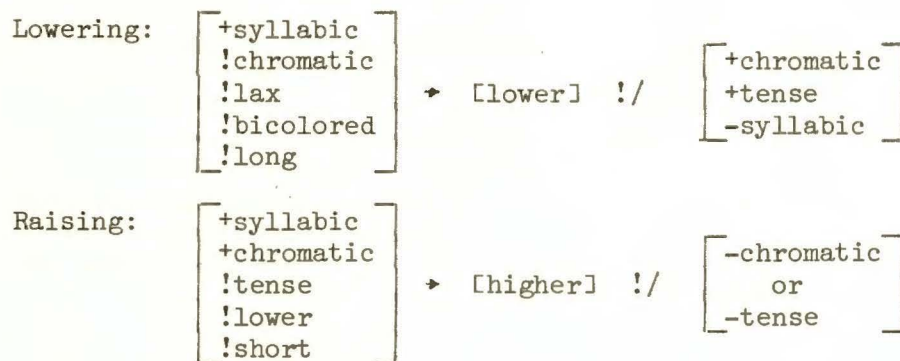 Lowering: +syllabic
!chromatic
!lax → [lower] !/ +chromatic
!bicolored +tense
!long -syllabic
Raising: +syllabic
+chromatic
!tense → [higher] !/ -chromatic
!lower or
!short -tense